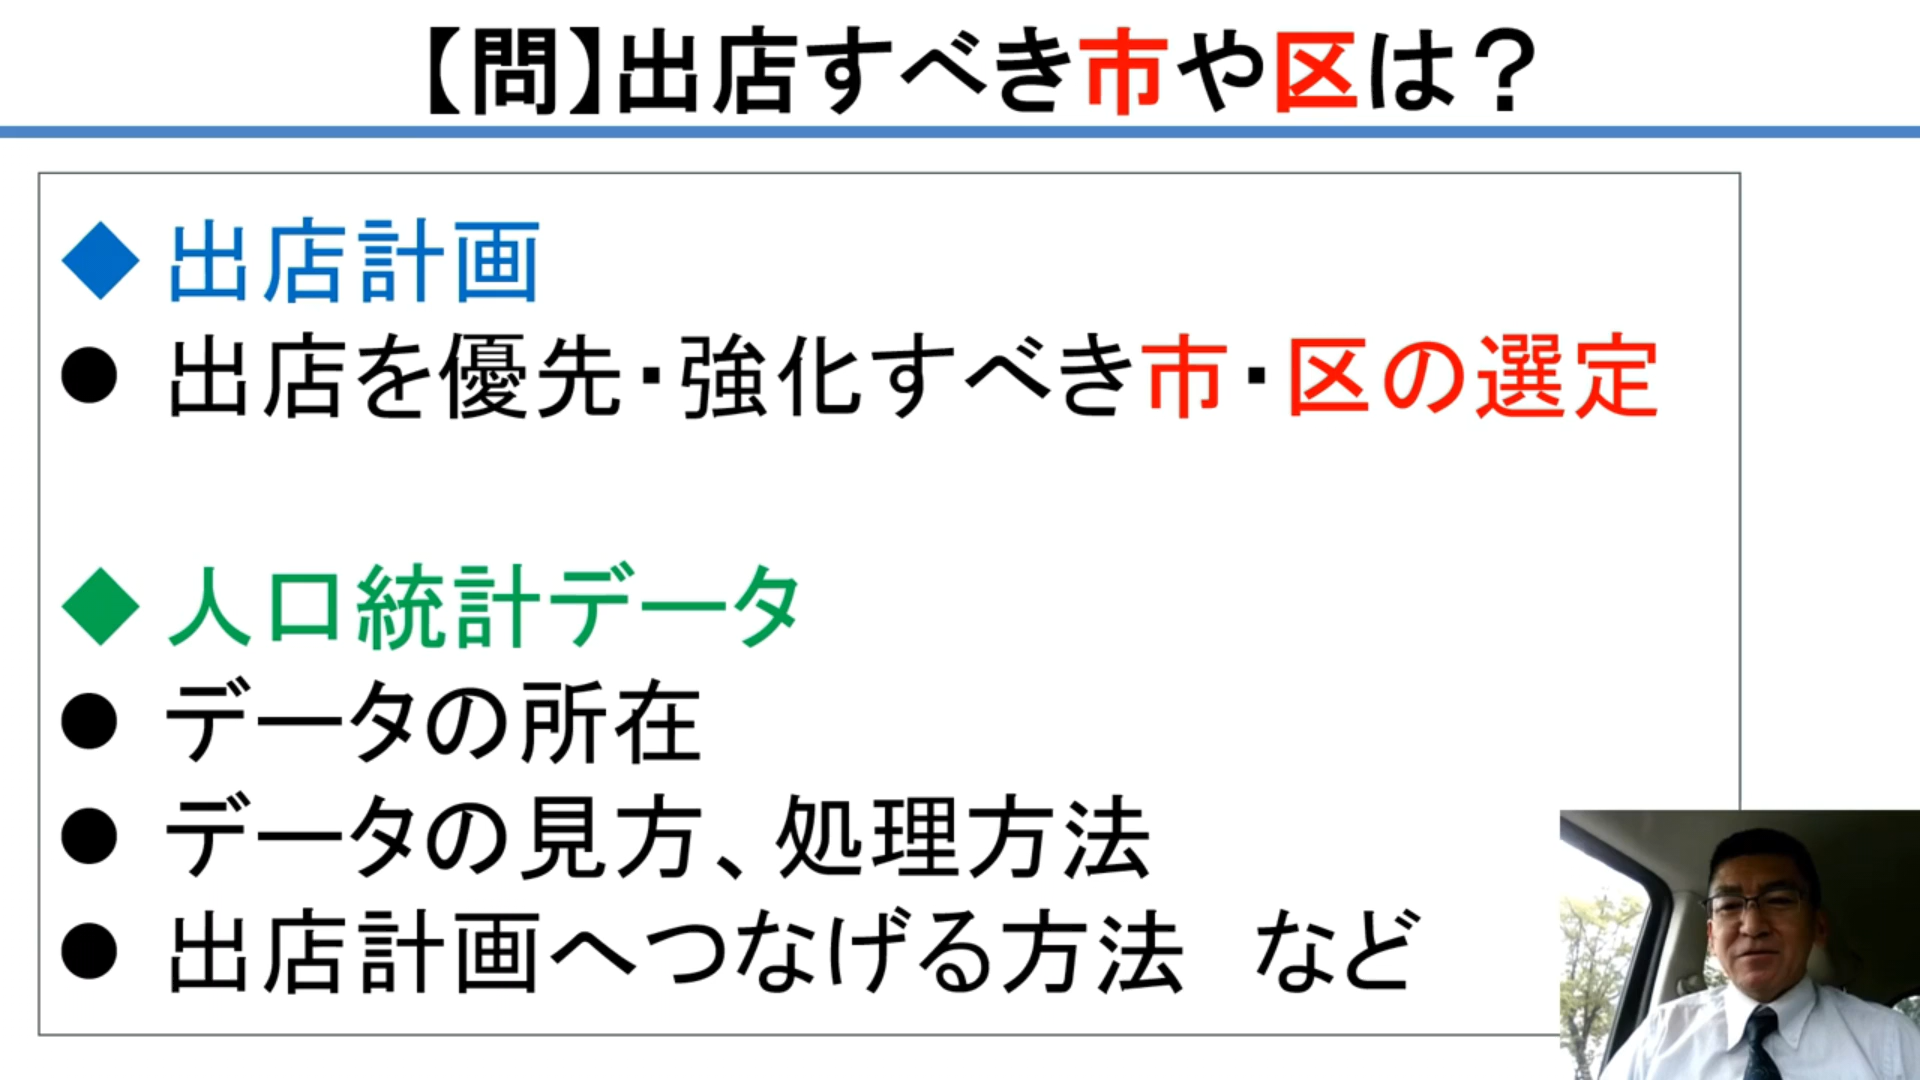 【問】出店すべき市や区は？
◆ 出店計画
● 出店を優先・強化すべき市・区の選定
◆ 人口統計データ
● データの所在
● データの見方、処理方法
● 出店計画へつなげる方法　など